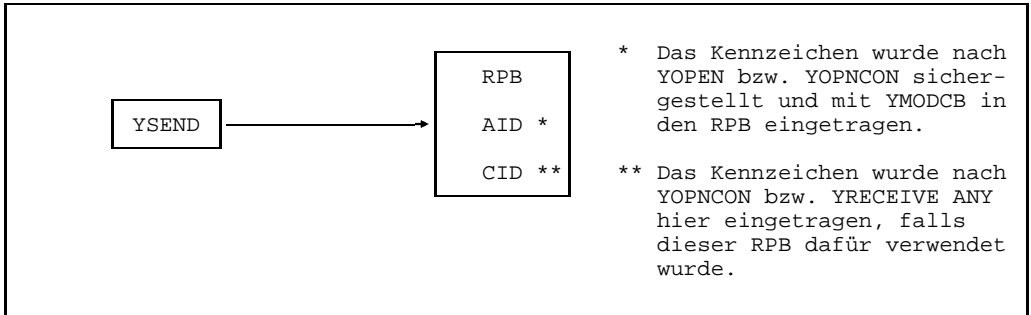 YSEND
RPB
AID *
CID **
* Das Kennzeichen wurde nach
YOPEN bzw. YOPNCON sicher-
gestellt und mit YMODCB in
den RPB eingetragen.
** Das Kennzeichen wurde nach
YOPNCON bzw. YRECEIVE ANY
hier eingetragen, falls
dieser RPB dafür verwendet
wurde.